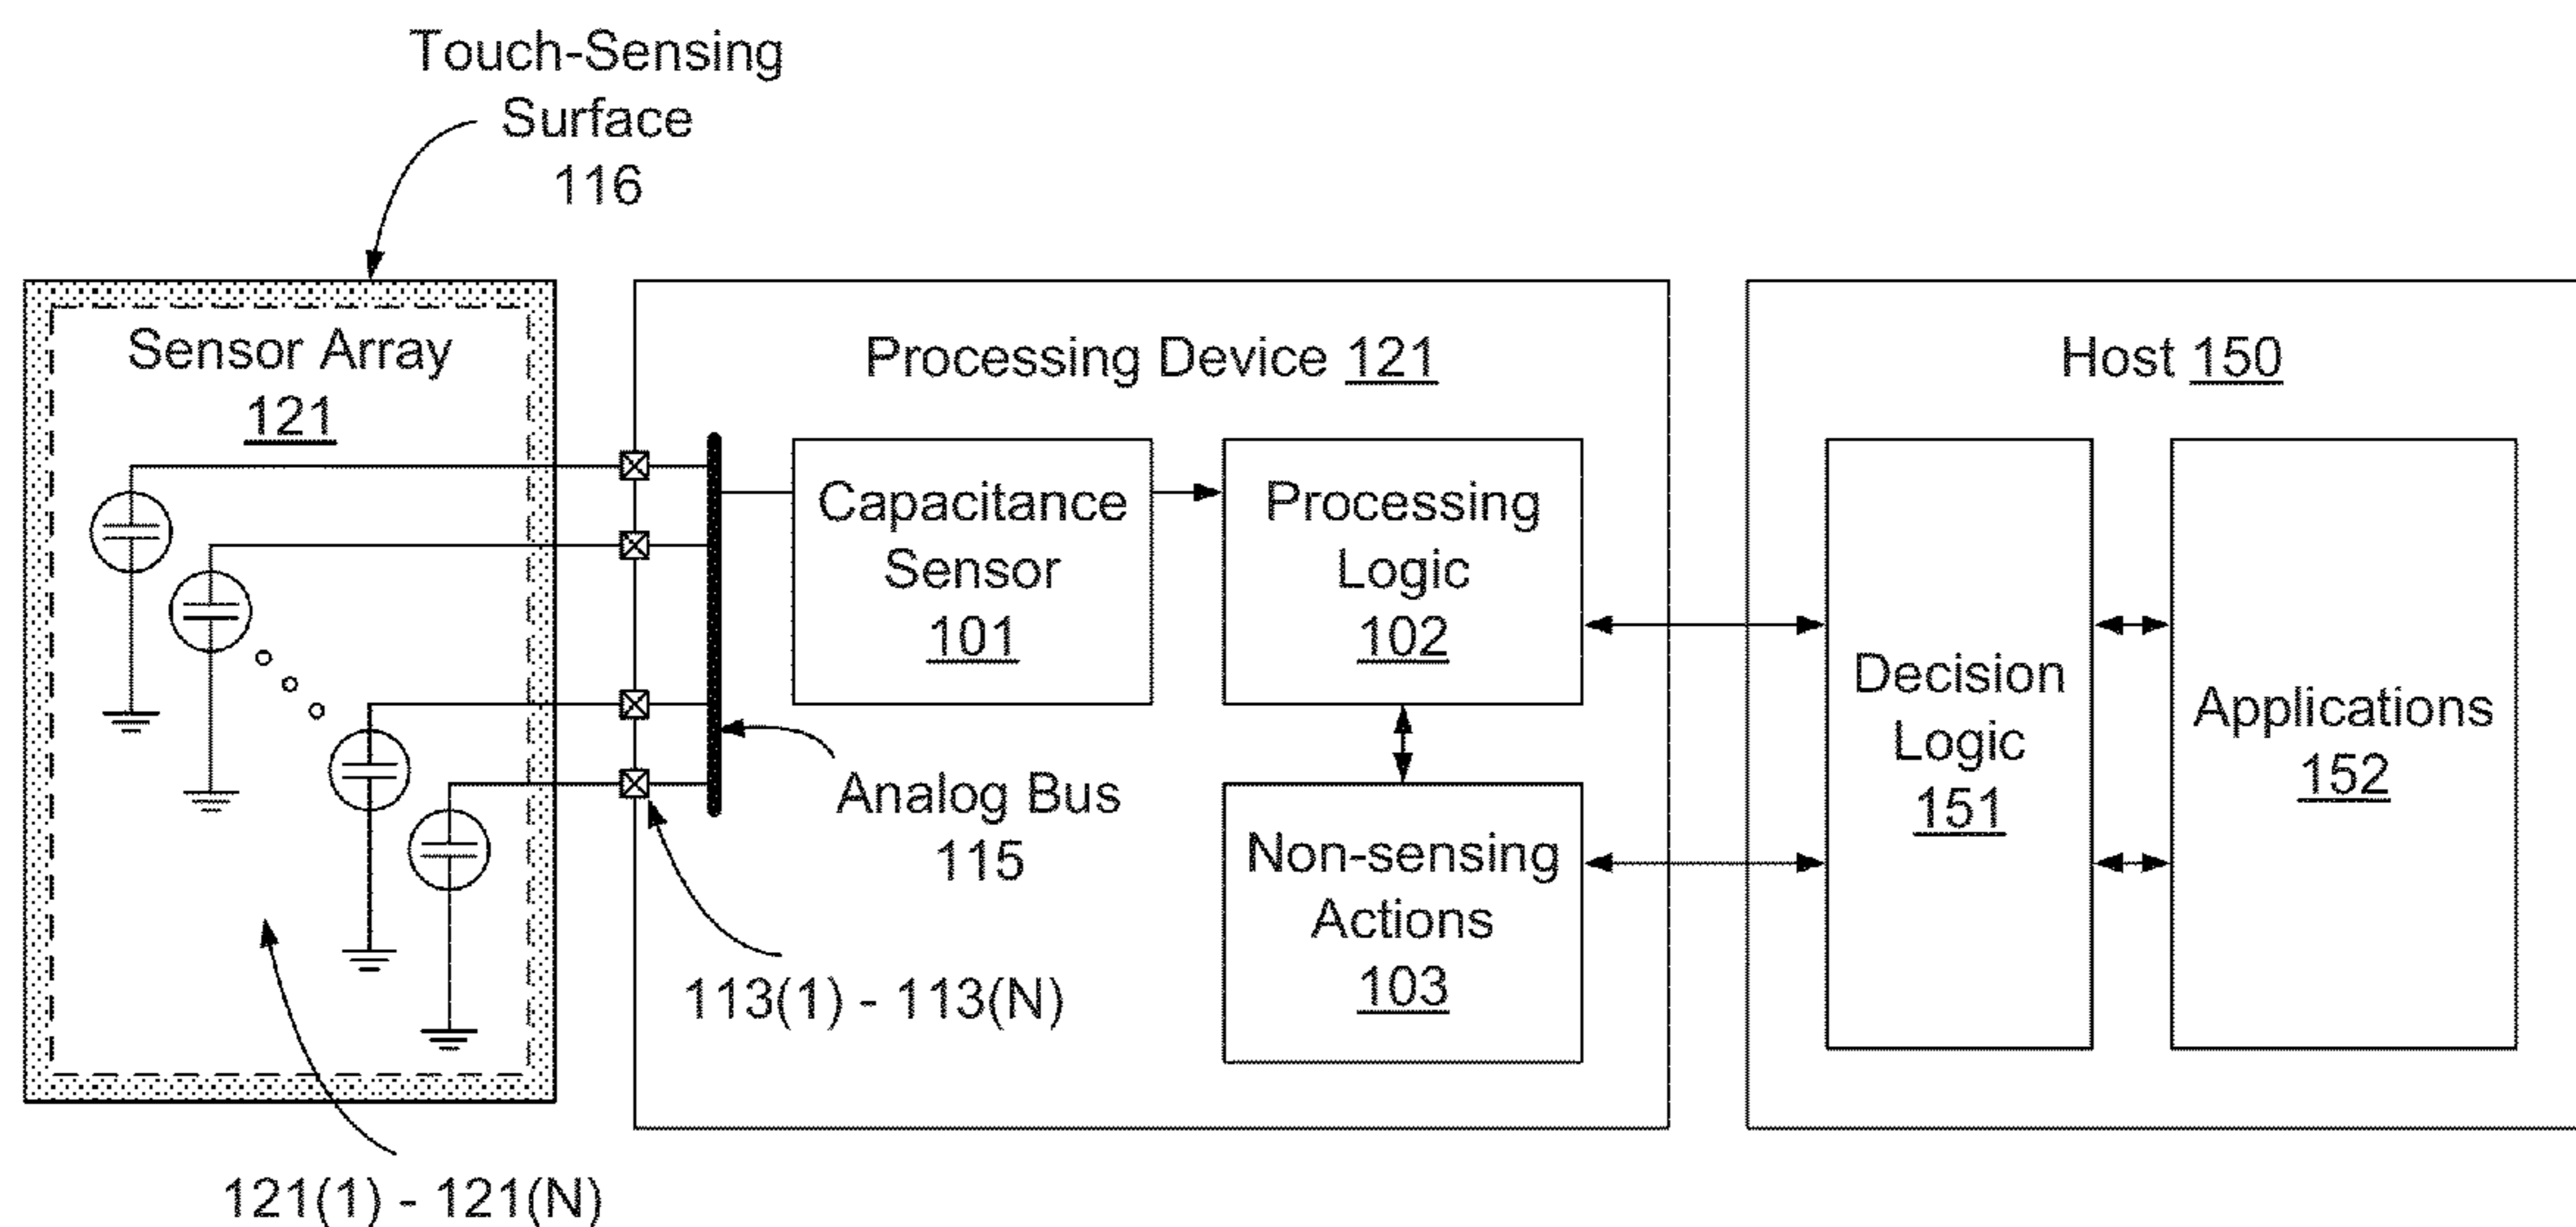 Touch-Sensing
Surface
116
Sensor Array
121
121(1) - 121(N)
Processing Device 121
Capacitance
Sensor
101
Processing
Logic
102
Analog Bus
115
113(1) - 113(N)
Non-sensing
Actions
103
Host 150
Decision
Logic
151
Applications
152